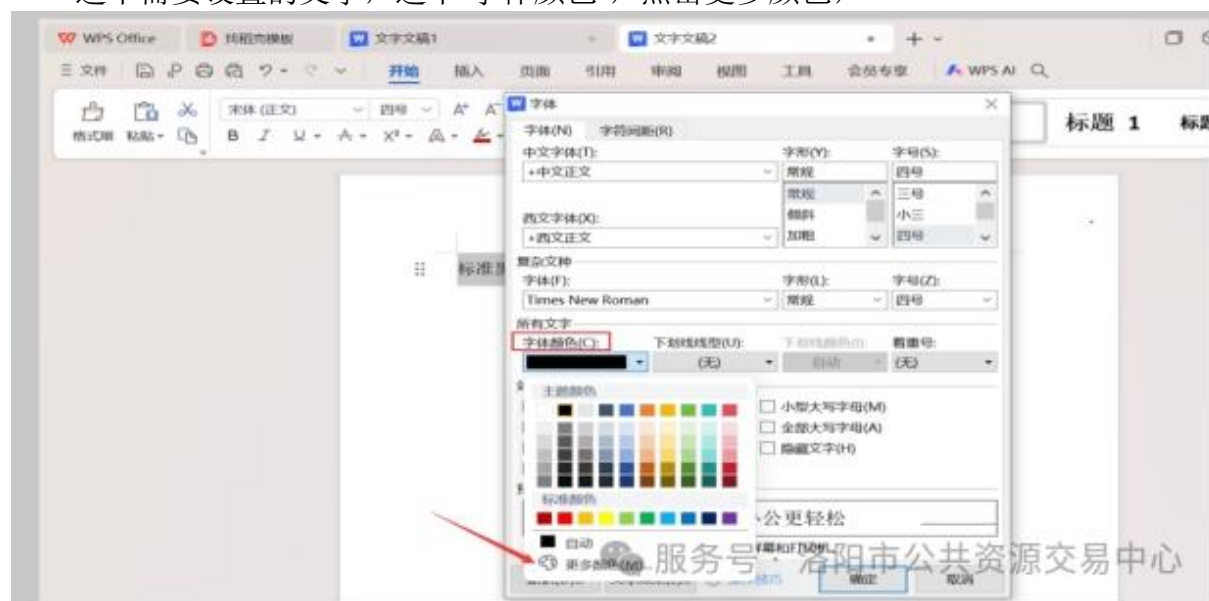 WPS Office 找稻壳模板 文字文稿1 文字文稿2
三 文件 开始 插入 页面 引用 审阅 视图 工具 会员专享 WPS AI
格式刷 粘贴 宋体 (正文) 四号 标题 1
字体
字体(N) 字符间距(R)
中文字体(T): 字形(Y): 字号(S):
+中文正文 常规 四号
常规 三号
倾斜 小三
西文字体(X): 加粗 四号
+西文正文
标准
复杂文种
字体(F): 字形(L): 字号(Z):
Times New Roman 常规 四号
所有文字
字体颜色(C): 下划线线型(U): 下划线颜色(I): 着重号:
(无) 自动 (无)
主题颜色
小型大写字母(M)
全部大写字母(A)
隐藏文字(H)
标准颜色
公更轻松
自动
更多颜色(M)...
服务号 · 洛阳市公共资源交易中心
确定 取消